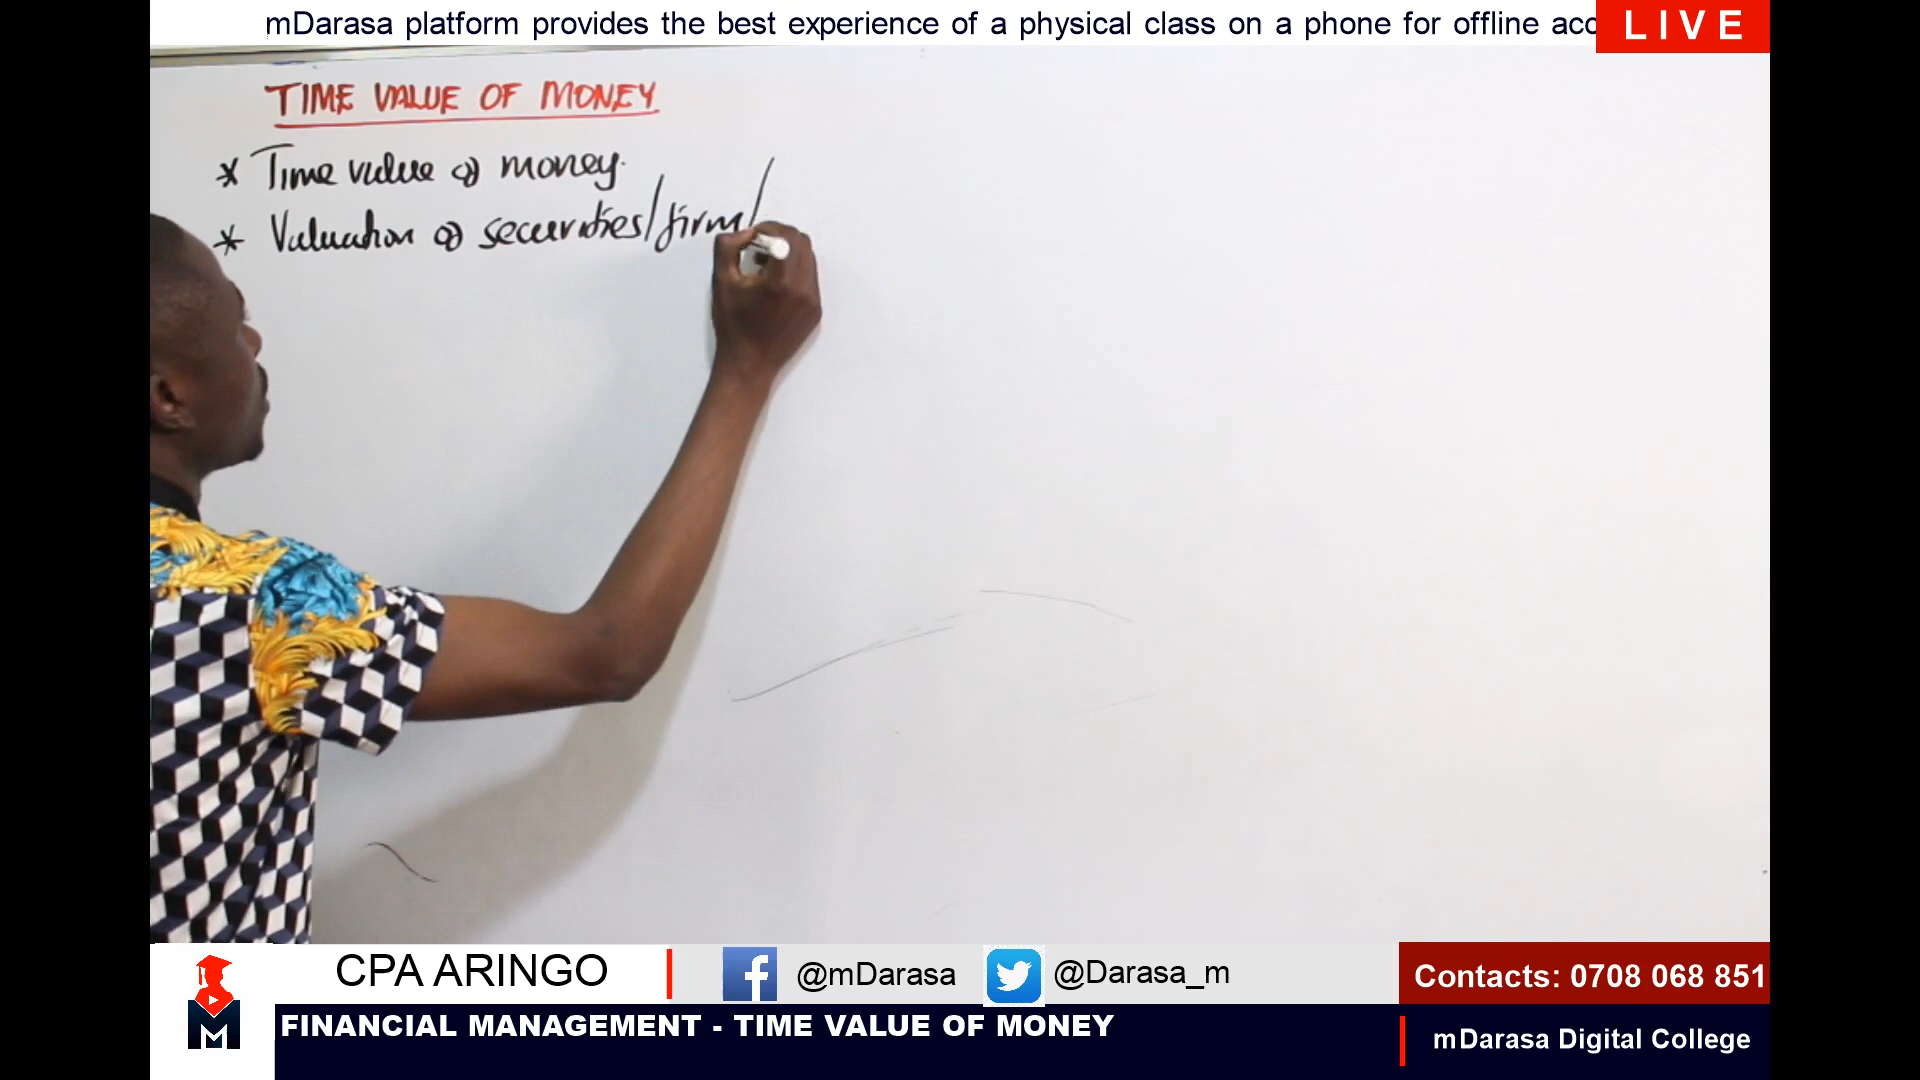 mDarasa platform provides the best experience of a physical class on a phone for offline acc
LIVE
TIME VALUE OF MONEY
* Time value of money.
* Valuation of securities/firm/
CPA ARINGO
@mDarasa
@Darasa_m
Contacts: 0708 068 851
M
FINANCIAL MANAGEMENT - TIME VALUE OF MONEY
mDarasa Digital College